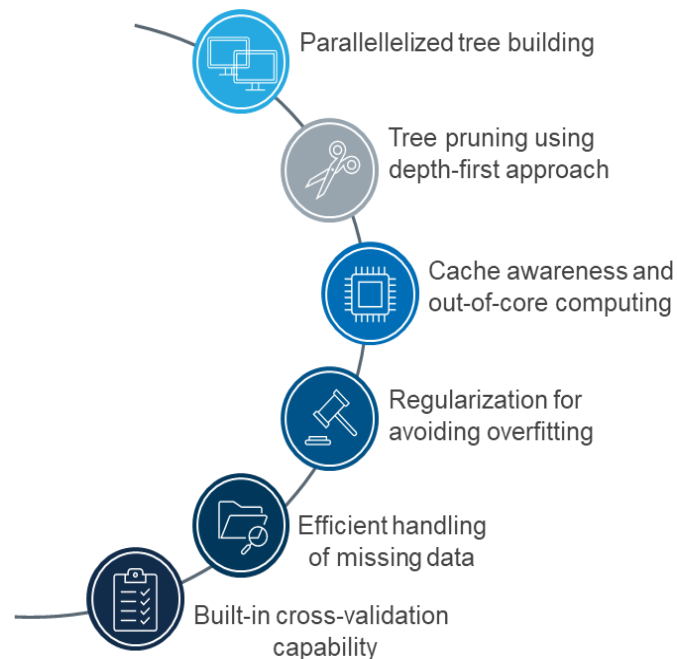 Parallellelized tree building
Tree pruning using
depth-first approach
Cache awareness and
out-of-core computing
Regularization for
avoiding overfitting
Efficient handling
of missing data
Built-in cross-validation
capability